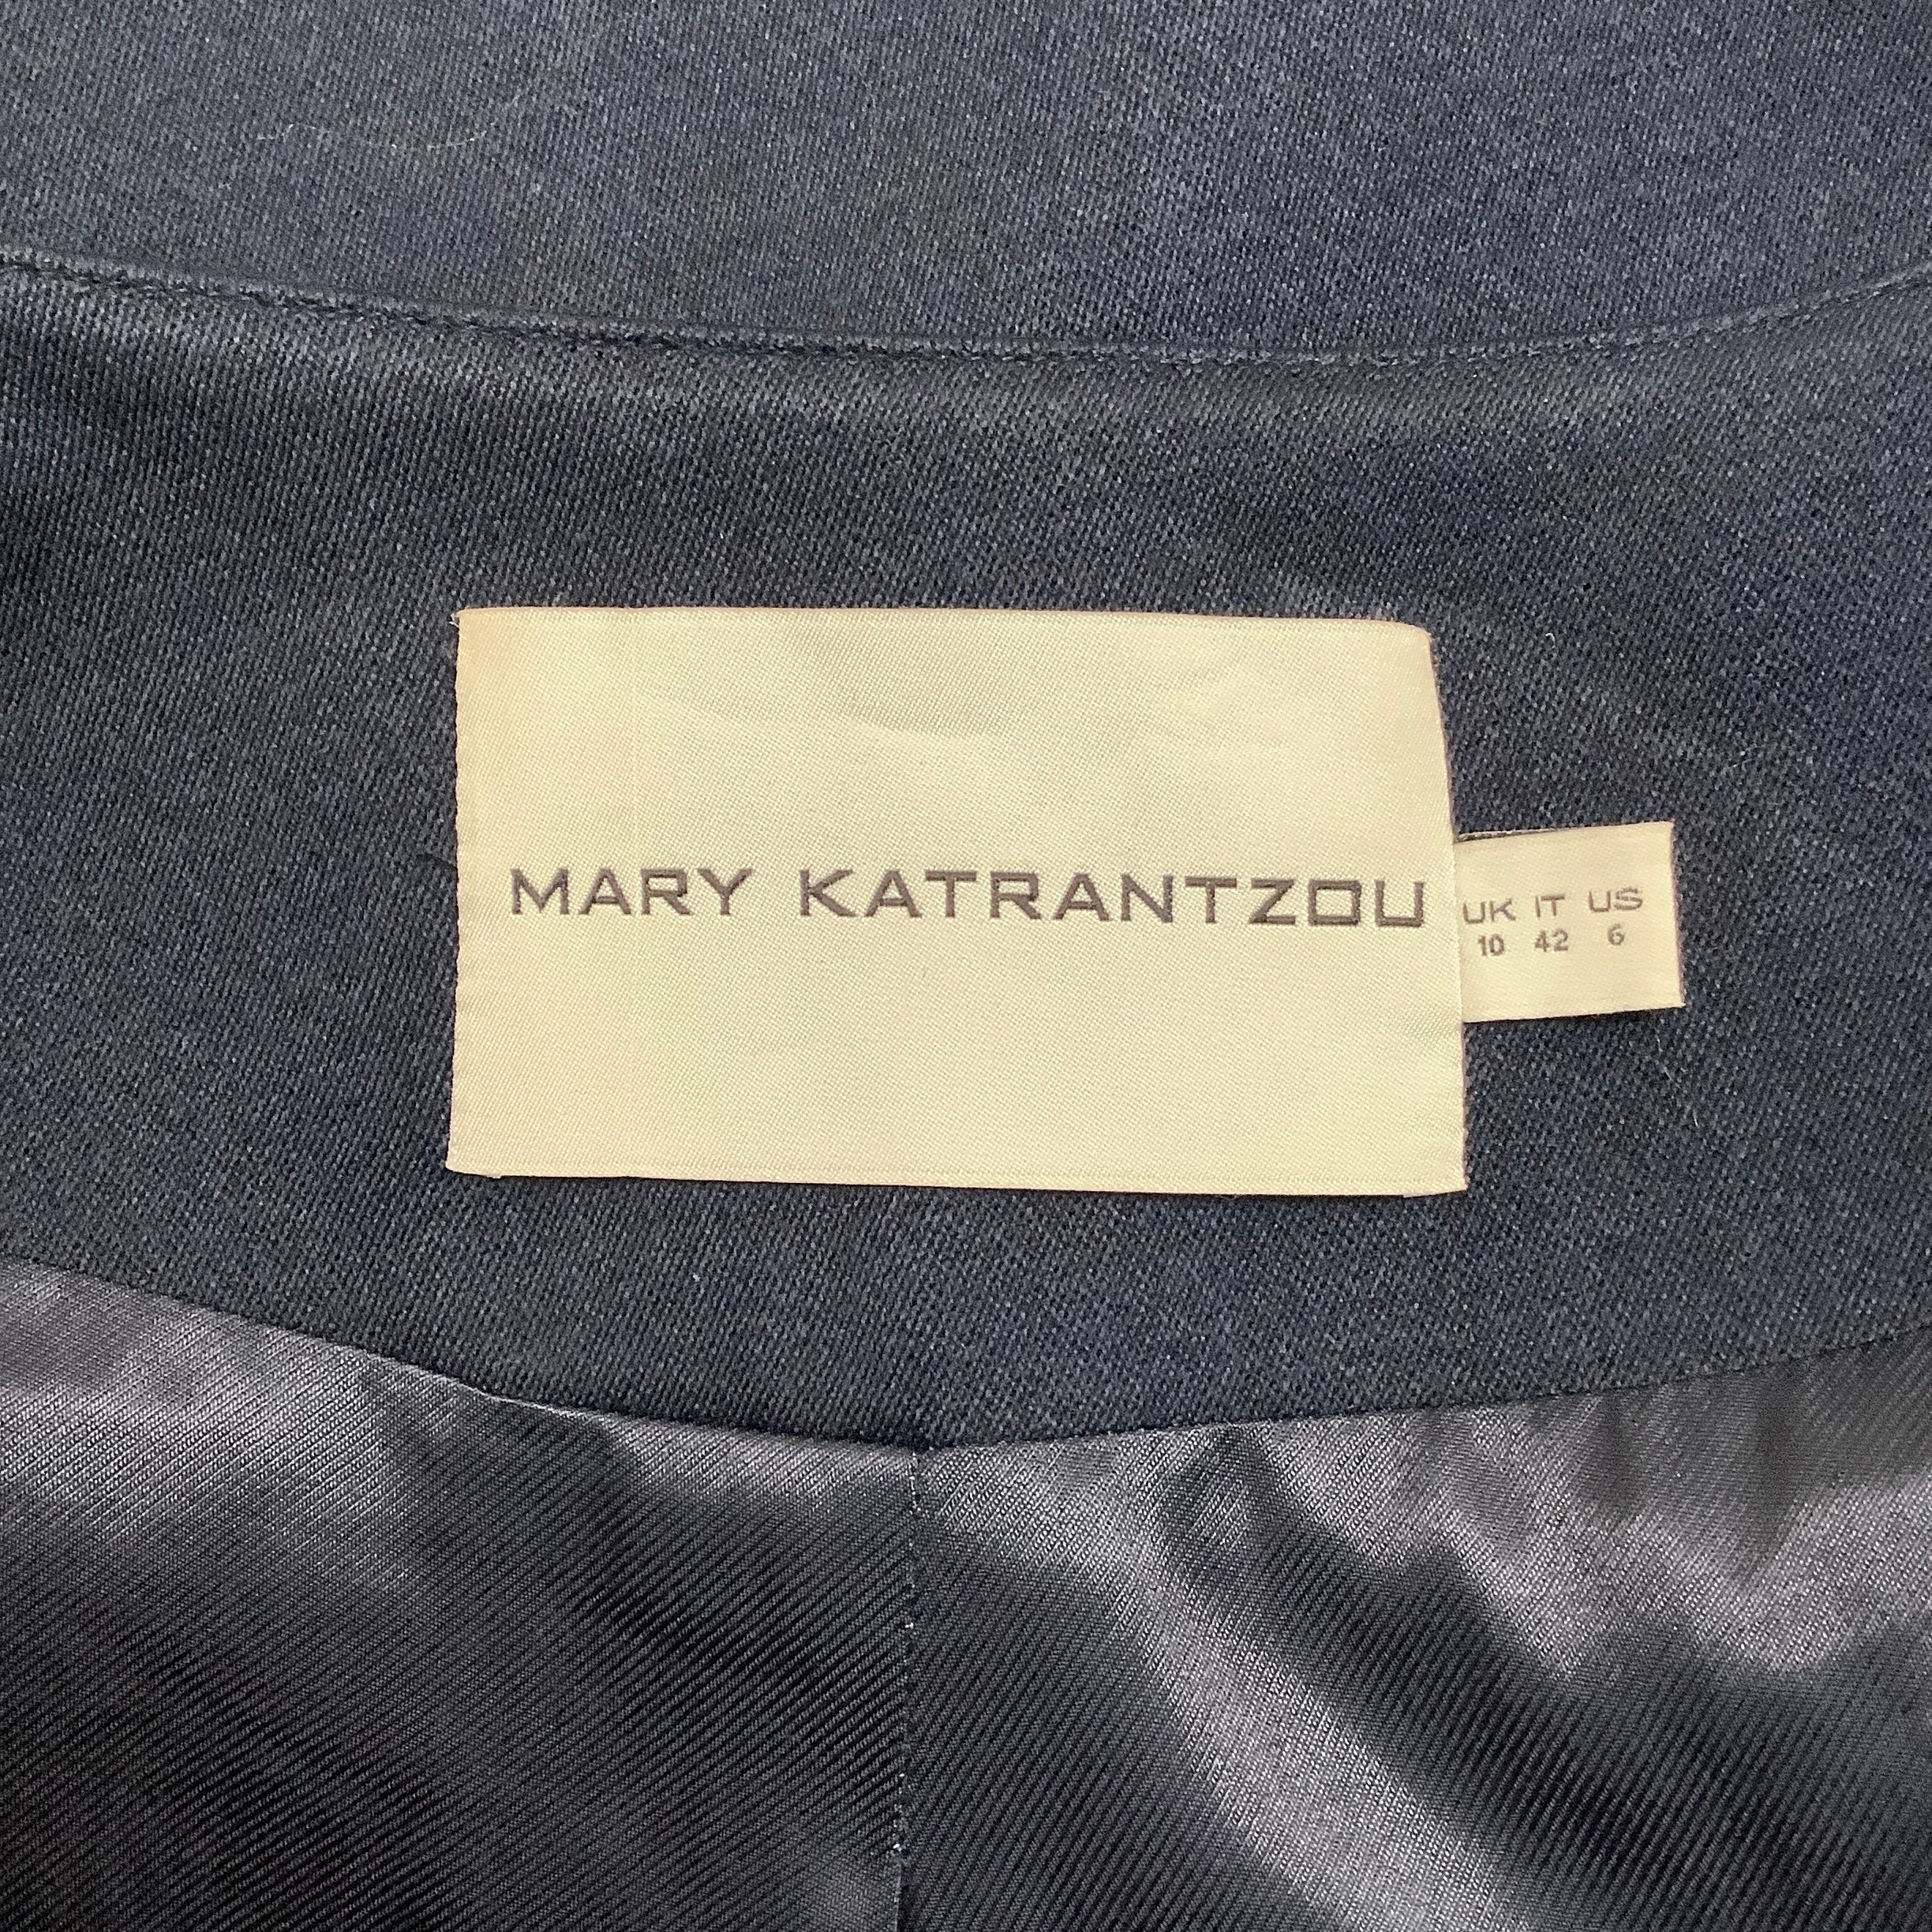 MARY KATRANTZOU
UK IT US
10 42 6